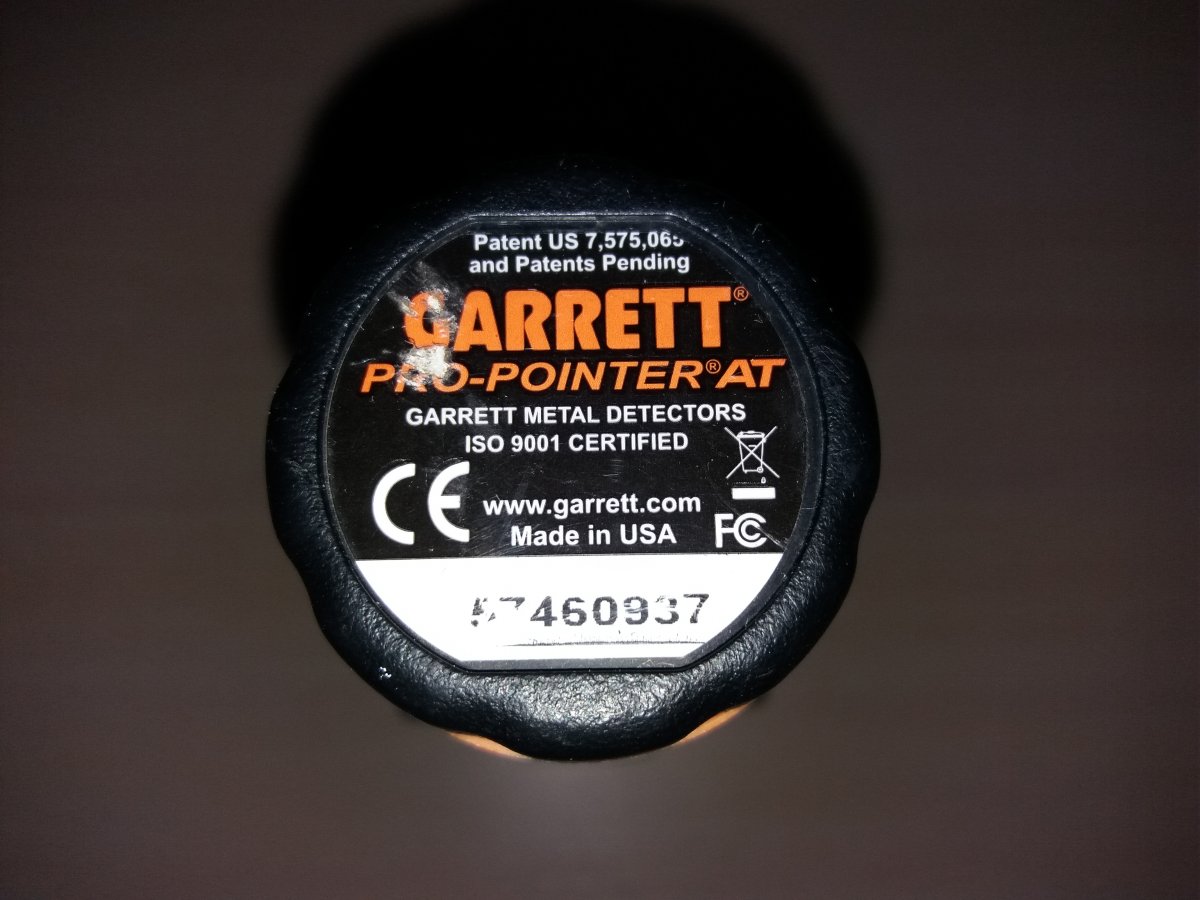 Patent US 7,575,065
and Patents Pending
GARRETT®
PRO-POINTER® AT
GARRETT METAL DETECTORS
ISO 9001 CERTIFIED
CE
www.garrett.com
FC
Made in USA
57460937